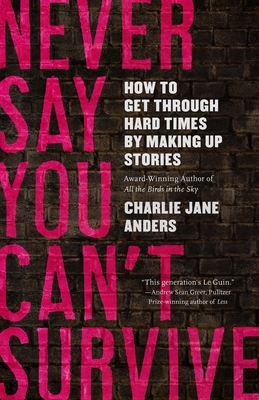 NEVER
SAY
YOU
CAN'T
SURVIVE
HOW TO
GET THROUGH
HARD TIMES
BY MAKING UP
STORIES
Award-Winning Author of
All the Birds in the Sky
CHARLIE JANE
ANDERS
"This generation's Le Guin."
—Andrew Sean Greer, Pulitzer
Prize-winning author of Less